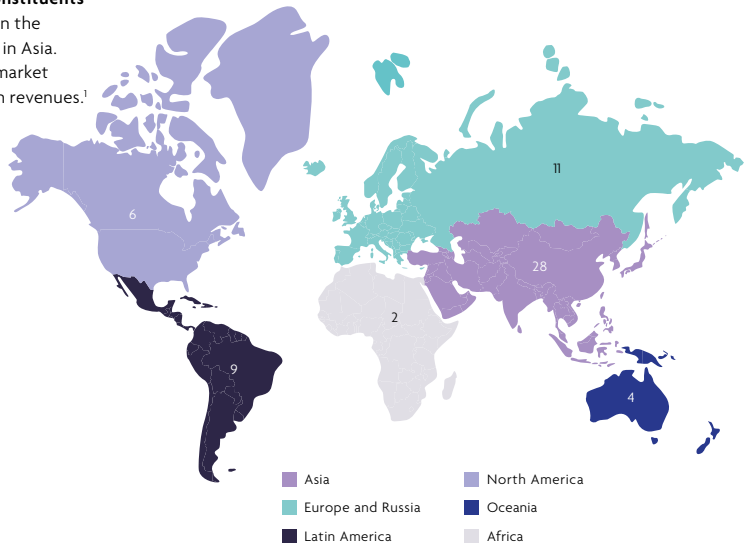 nstituents
n the
in Asia.
market
n revenues.¹
11
6
28
2
9
4
Asia
North America
Europe and Russia
Oceania
Latin America
Africa